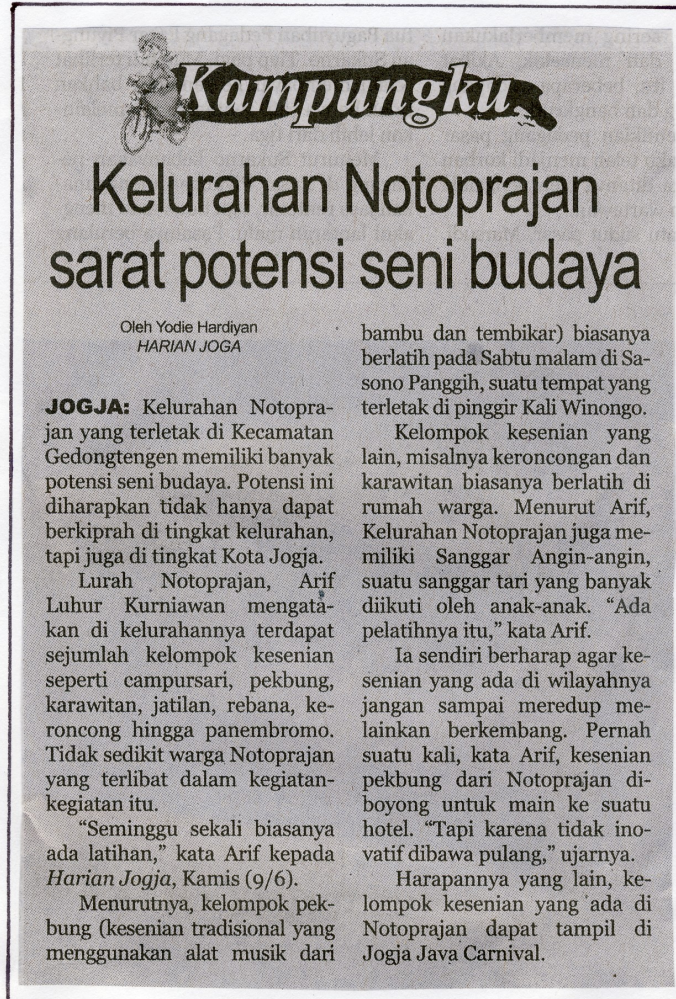 Kampungku
Kelurahan Notoprajan
sarat potensi seni budaya
Oleh Yodie Hardiyan
HARIAN JOGA
JOGJA: Kelurahan Notopra-
jan yang terletak di Kecamatan
Gedongtengen memiliki banyak
potensi seni budaya. Potensi ini
diharapkan tidak hanya dapat
berkiprah di tingkat kelurahan,
tapi juga di tingkat Kota Jogja.
Lurah Notoprajan, Arif
Luhur Kurniawan mengata-
kan di kelurahannya terdapat
sejumlah kelompok kesenian
seperti campursari, pekbung,
karawitan, jatilan, rebana, ke-
roncong hingga panembromo.
Tidak sedikit warga Notoprajan
yang terlibat dalam kegiatan-
kegiatan itu.
“Seminggu sekali biasanya
ada latihan,” kata Arif kepada
Harian Jogja, Kamis (9/6).
Menurutnya, kelompok pek-
bung (kesenian tradisional yang
menggunakan alat musik dari
bambu dan tembikar) biasanya
berlatih pada Sabtu malam di Sa-
sono Panggih, suatu tempat yang
terletak di pinggir Kali Winongo.
Kelompok kesenian yang
lain, misalnya keroncongan dan
karawitan biasanya berlatih di
rumah warga. Menurut Arif,
Kelurahan Notoprajan juga me-
miliki Sanggar Angin-angin,
suatu sanggar tari yang banyak
diikuti oleh anak-anak. “Ada
pelatihnya itu,” kata Arif.
Ia sendiri berharap agar ke-
senian yang ada di wilayahnya
jangan sampai meredup me-
lainkan berkembang. Pernah
suatu kali, kata Arif, kesenian
pekbung dari Notoprajan di-
boyong untuk main ke suatu
hotel. “Tapi karena tidak ino-
vatif dibawa pulang,” ujarnya.
Harapannya yang lain, ke-
lompok kesenian yang ada di
Notoprajan dapat tampil di
Jogja Java Carnival.